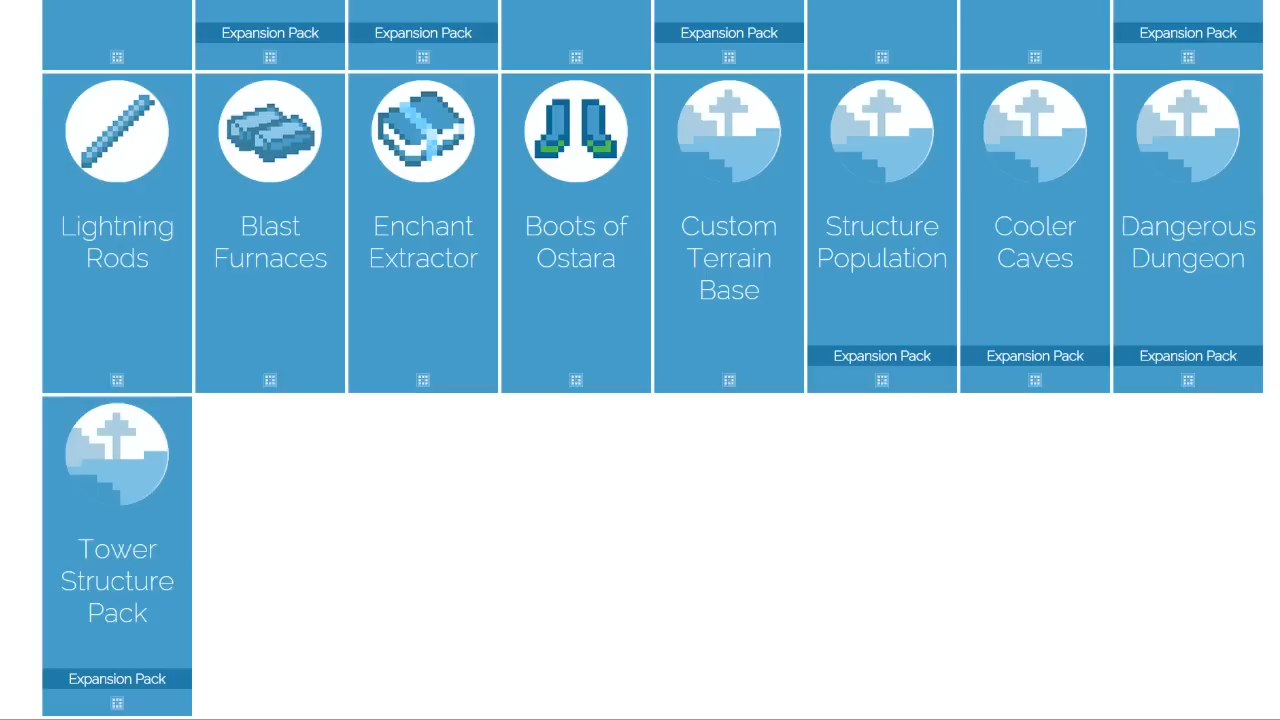 Expansion Pack
Expansion Pack
Expansion Pack
Expansion Pack
Lightning
Rods
Blast
Furnaces
Enchant
Extractor
Boots of
Ostara
Custom
Terrain
Base
Structure
Population
Expansion Pack
Cooler
Caves
Expansion Pack
Dangerous
Dungeon
Expansion Pack
Tower
Structure
Pack
Expansion Pack